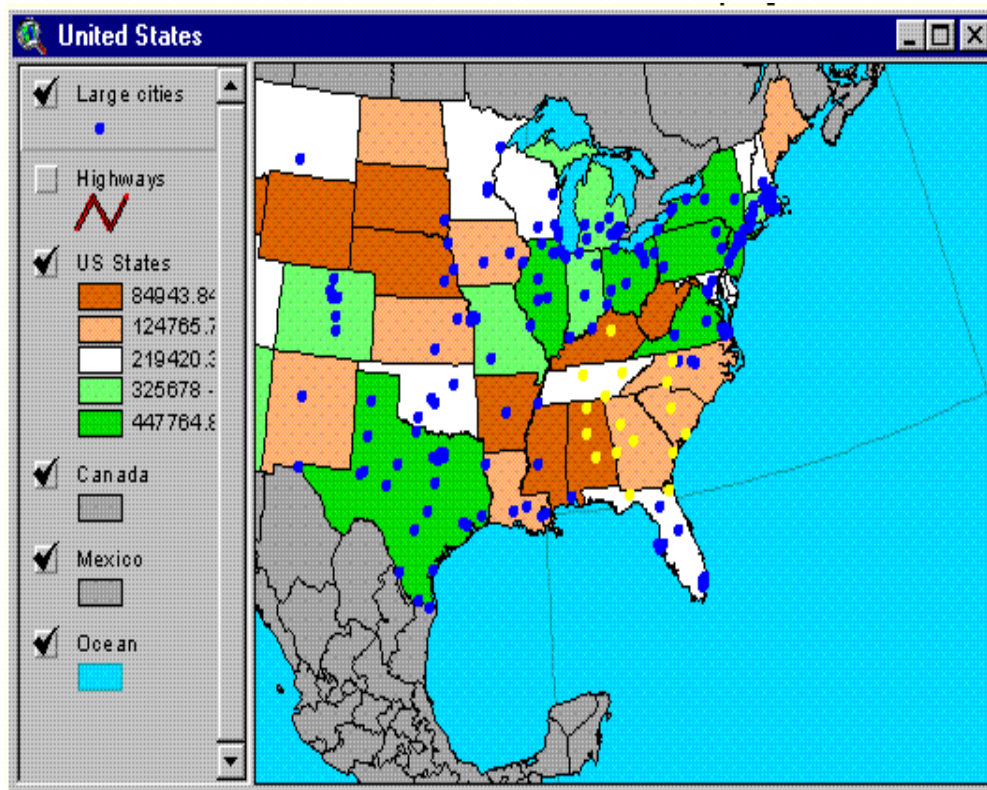 United States
Large cities
Highways
US States
84943.84
124765.7
219420.3
325678 -
447764.8
Canada
Mexico
Ocean